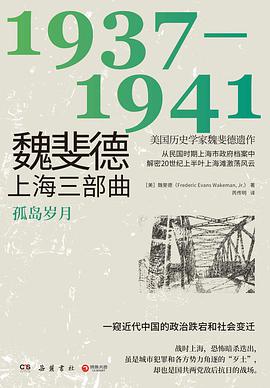 1937–
1941
美国历史学家魏斐德遗作
从民国时期上海市政府档案中
解密20世纪上半叶上海滩激荡风云
魏斐德
上海三部曲
孤岛岁月
[美] 魏斐德（Frederic Evans Wakeman, Jr.）著
芮传明 译
一窥近代中国的政治跌宕和社会变迁
战时上海，恐怖暗杀迭出，
虽是城市犯罪和各方势力角逐的“歹土”，
却也是国共两党敌后抗日的战场。
岳麓书社
博集天卷